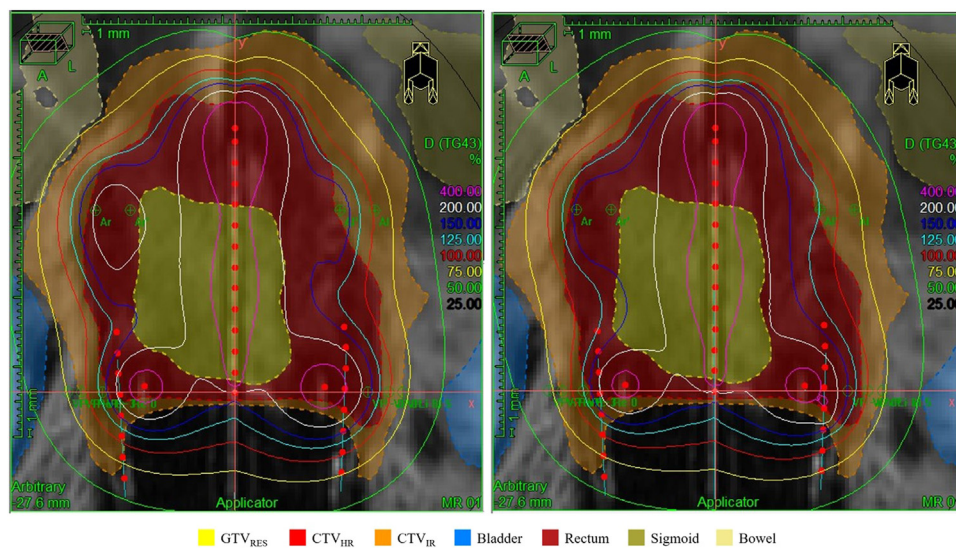 1 mm
A
L
y
D (TG43)
%
400.00
200.00
150.00
125.00
100.00
75.00
50.00
25.00
Ar
x
Arbitrary
-27.6 mm
Applicator
MR 01
1 mm
A
L
y
D (TG43)
%
400.00
200.00
150.00
125.00
100.00
75.00
50.00
25.00
Ar
x
Arbitrary
-27.6 mm
Applicator
MR 01
GTVRES CTVHR CTVIR Bladder Rectum Sigmoid Bowel